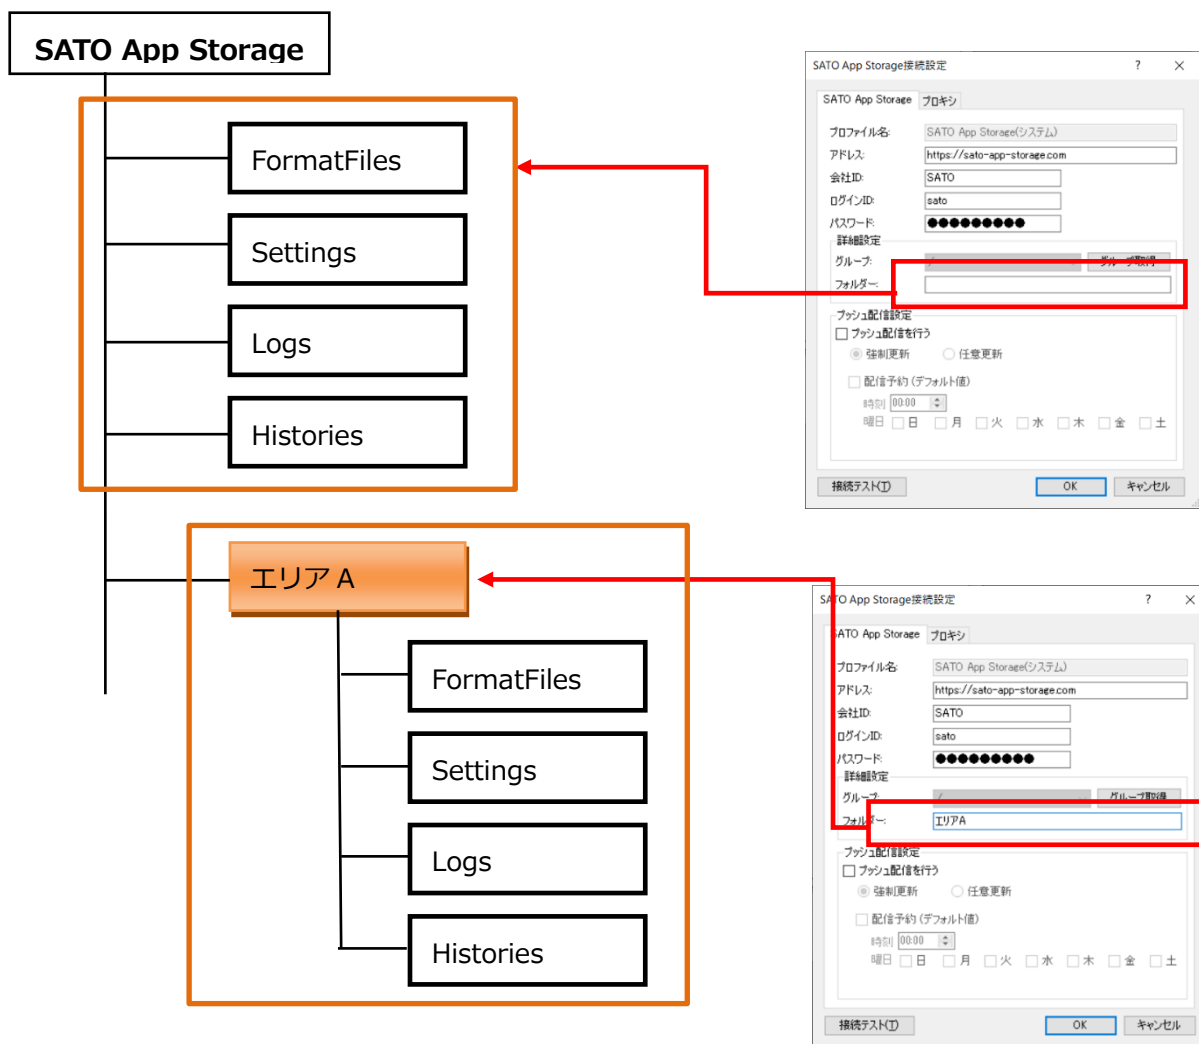 SATO App Storage
FormatFiles
Settings
Logs
Histories
エリア A
FormatFiles
Settings
Logs
Histories
SATO App Storage接続設定
? ×
SATO App Storage プロキシ
プロファイル名: SATO App Storage(システム)
アドレス: https://sato-app-storage.com
会社ID: SATO
ログインID: sato
パスワード: ●●●●●●●●●
詳細設定
グループ: / グループ取得
フォルダー:
プッシュ配信設定
プッシュ配信を行う
強制更新 任意更新
配信予約(デフォルト値)
時刻 00:00
曜日 日 月 火 水 木 金 土
接続テスト(T) OK キャンセル
SATO App Storage接続設定
? ×
SATO App Storage プロキシ
プロファイル名: SATO App Storage(システム)
アドレス: https://sato-app-storage.com
会社ID: SATO
ログインID: sato
パスワード: ●●●●●●●●●
詳細設定
グループ: / グループ取得
フォルダー: エリアA
プッシュ配信設定
プッシュ配信を行う
強制更新 任意更新
配信予約(デフォルト値)
時刻 00:00
曜日 日 月 火 水 木 金 土
接続テスト(T) OK キャンセル